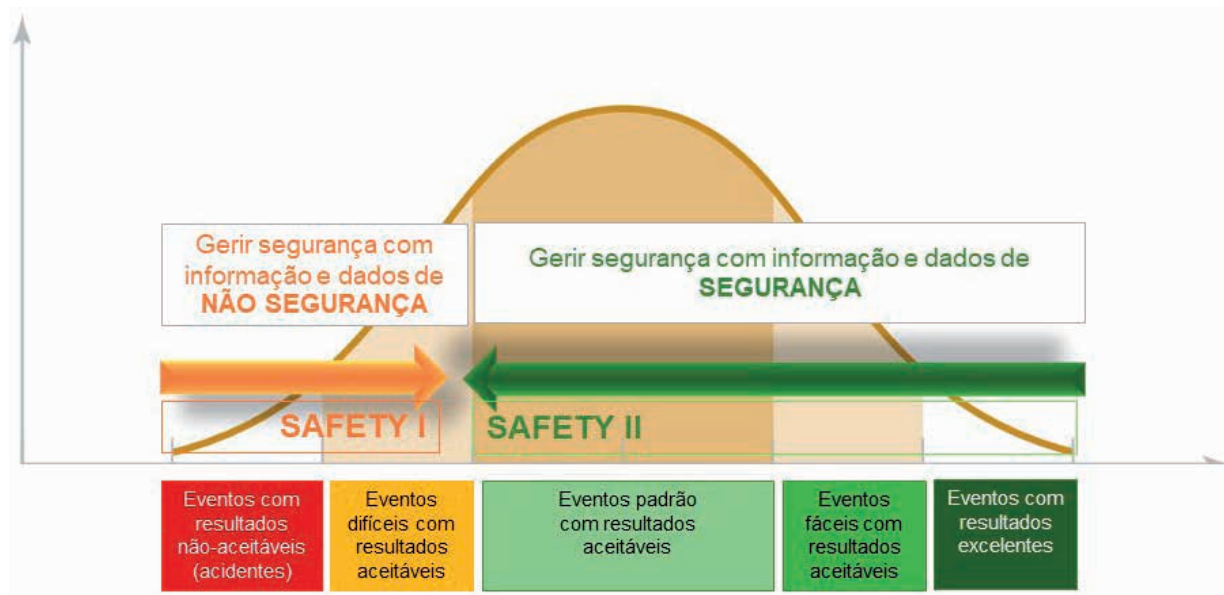 Gerir segurança com
informação e dados de
NÃO SEGURANÇA
Gerir segurança com informação e dados de
SEGURANÇA
SAFETY I
SAFETY II
Eventos com
resultados
não-aceitáveis
(acidentes)
Eventos
difíceis com
resultados
aceitáveis
Eventos padrão
com resultados
aceitáveis
Eventos
fáceis com
resultados
aceitáveis
Eventos com
resultados
excelentes